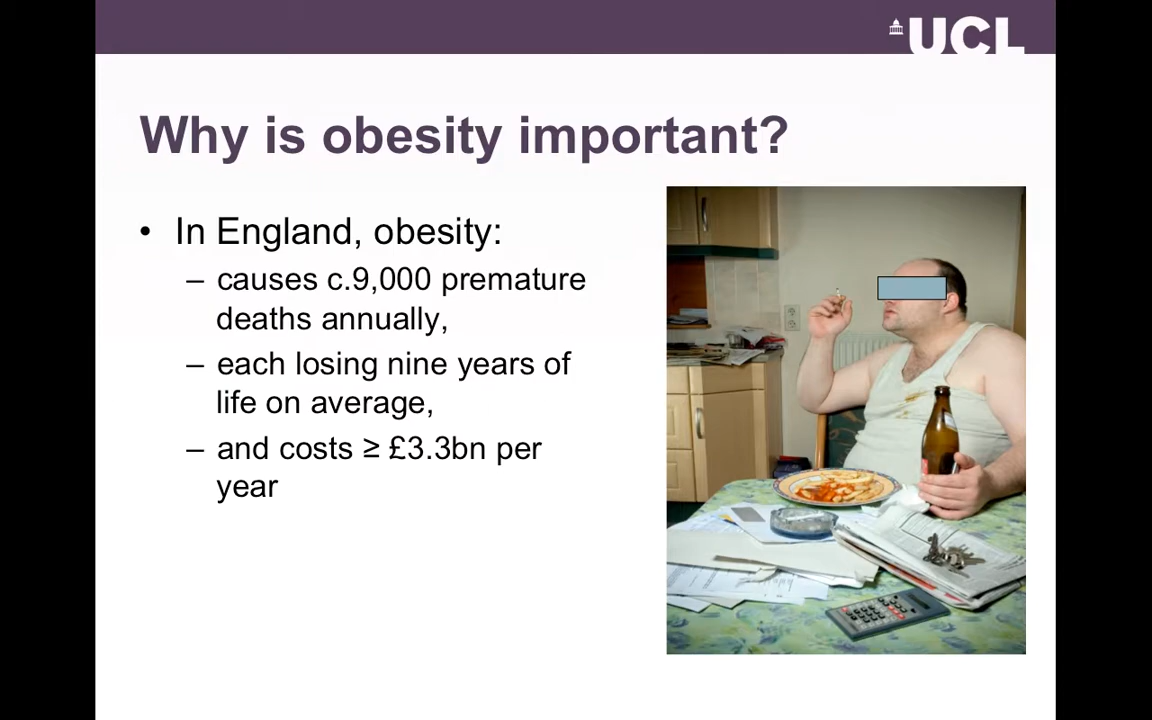 UCL
Why is obesity important?
• In England, obesity:
– causes c.9,000 premature
deaths annually,
– each losing nine years of
life on average,
– and costs ≥ £3.3bn per
year